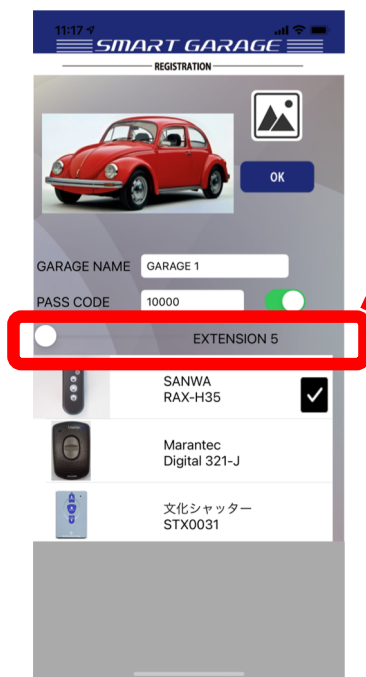 11:17
SMART GARAGE
REGISTRATION
OK
GARAGE NAME GARAGE 1
PASS CODE 10000
EXTENSION 5
SANWA
RAX-H35
Marantec
Digital 321-J
文化シャッター
STX0031